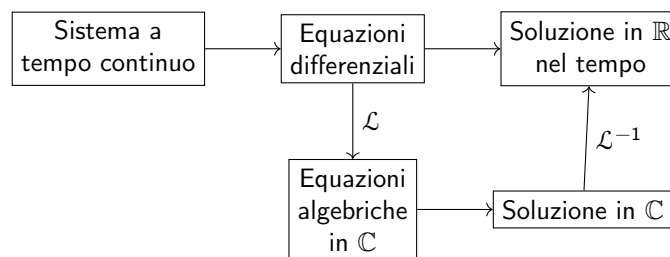 Sistema a
tempo continuo
Equazioni
differenziali
Soluzione in ℝ
nel tempo
ℒ
ℒ⁻¹
Equazioni
algebriche
in ℂ
Soluzione in ℂ